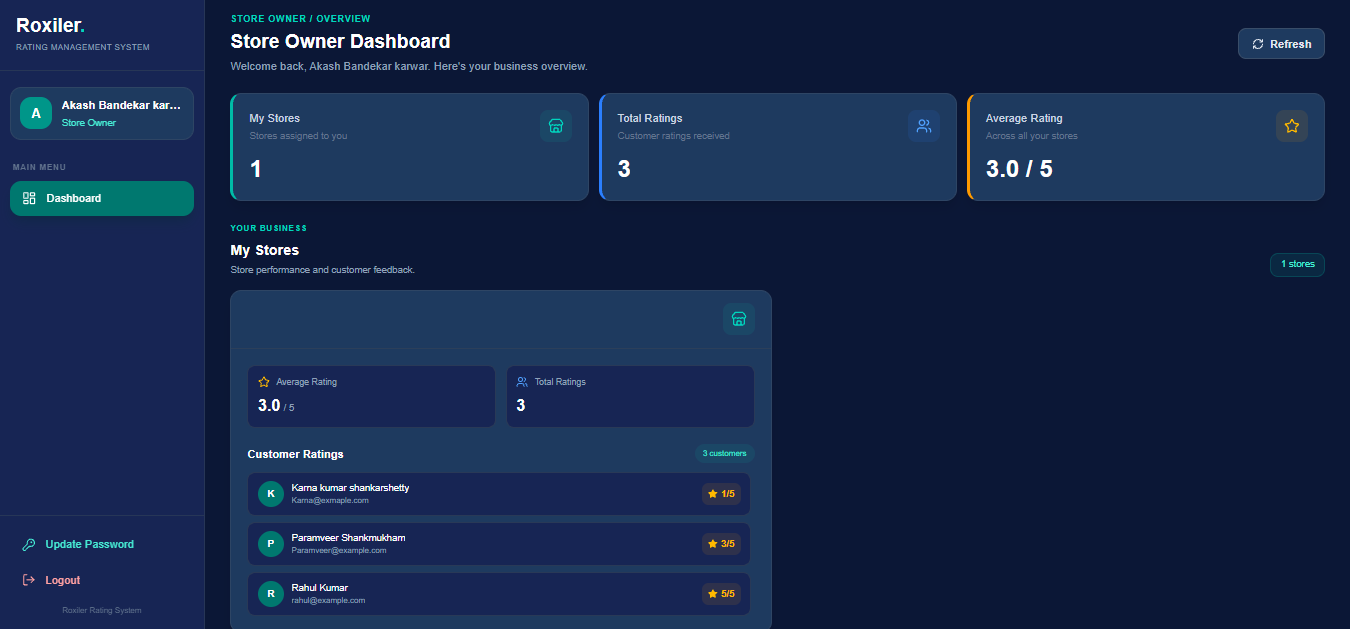 Roxiler.
RATING MANAGEMENT SYSTEM
A
Akash Bandekar kar...
Store Owner
MAIN MENU
Dashboard
Update Password
Logout
Roxiler Rating System
STORE OWNER / OVERVIEW
Store Owner Dashboard
Welcome back, Akash Bandekar karwar. Here's your business overview.
Refresh
My Stores
Stores assigned to you
1
Total Ratings
Customer ratings received
3
Average Rating
Across all your stores
3.0 / 5
YOUR BUSINESS
My Stores
Store performance and customer feedback.
1 stores
Average Rating
3.0 / 5
Total Ratings
3
Customer Ratings
3 customers
K
Karna kumar shankarshetty
Karna@exmaple.com
1/5
P
Paramveer Shankmukham
Paramveer@example.com
3/5
R
Rahul Kumar
rahul@example.com
5/5